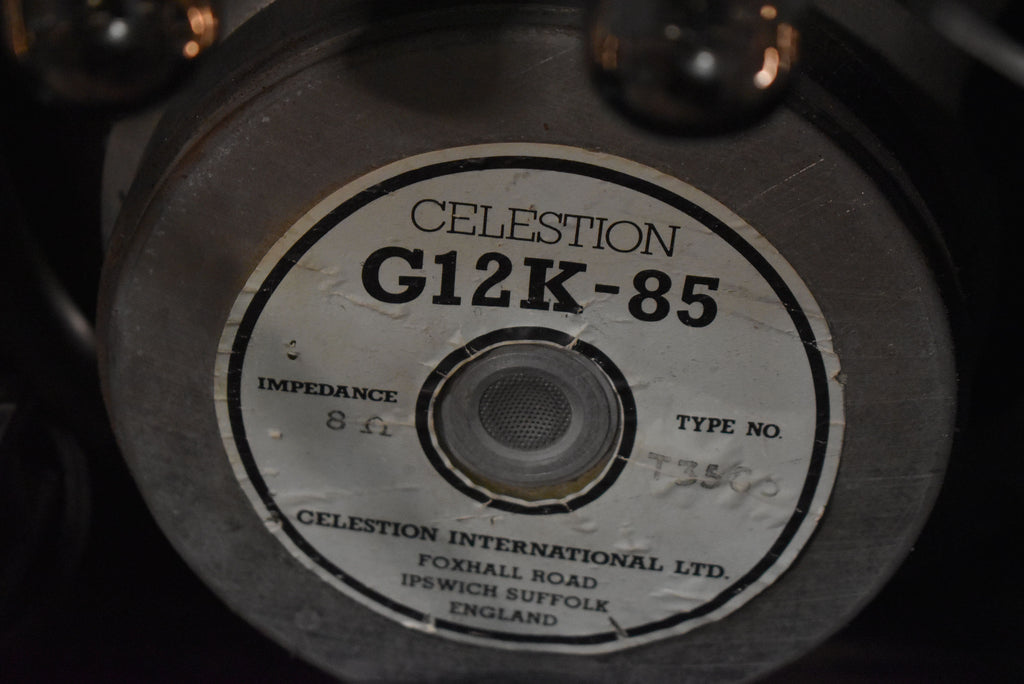 CELESTION
G12K-85
IMPEDANCE
8 Ω
TYPE NO.
CELESTION INTERNATIONAL LTD.
FOXHALL ROAD
IPSWICH SUFFOLK
ENGLAND